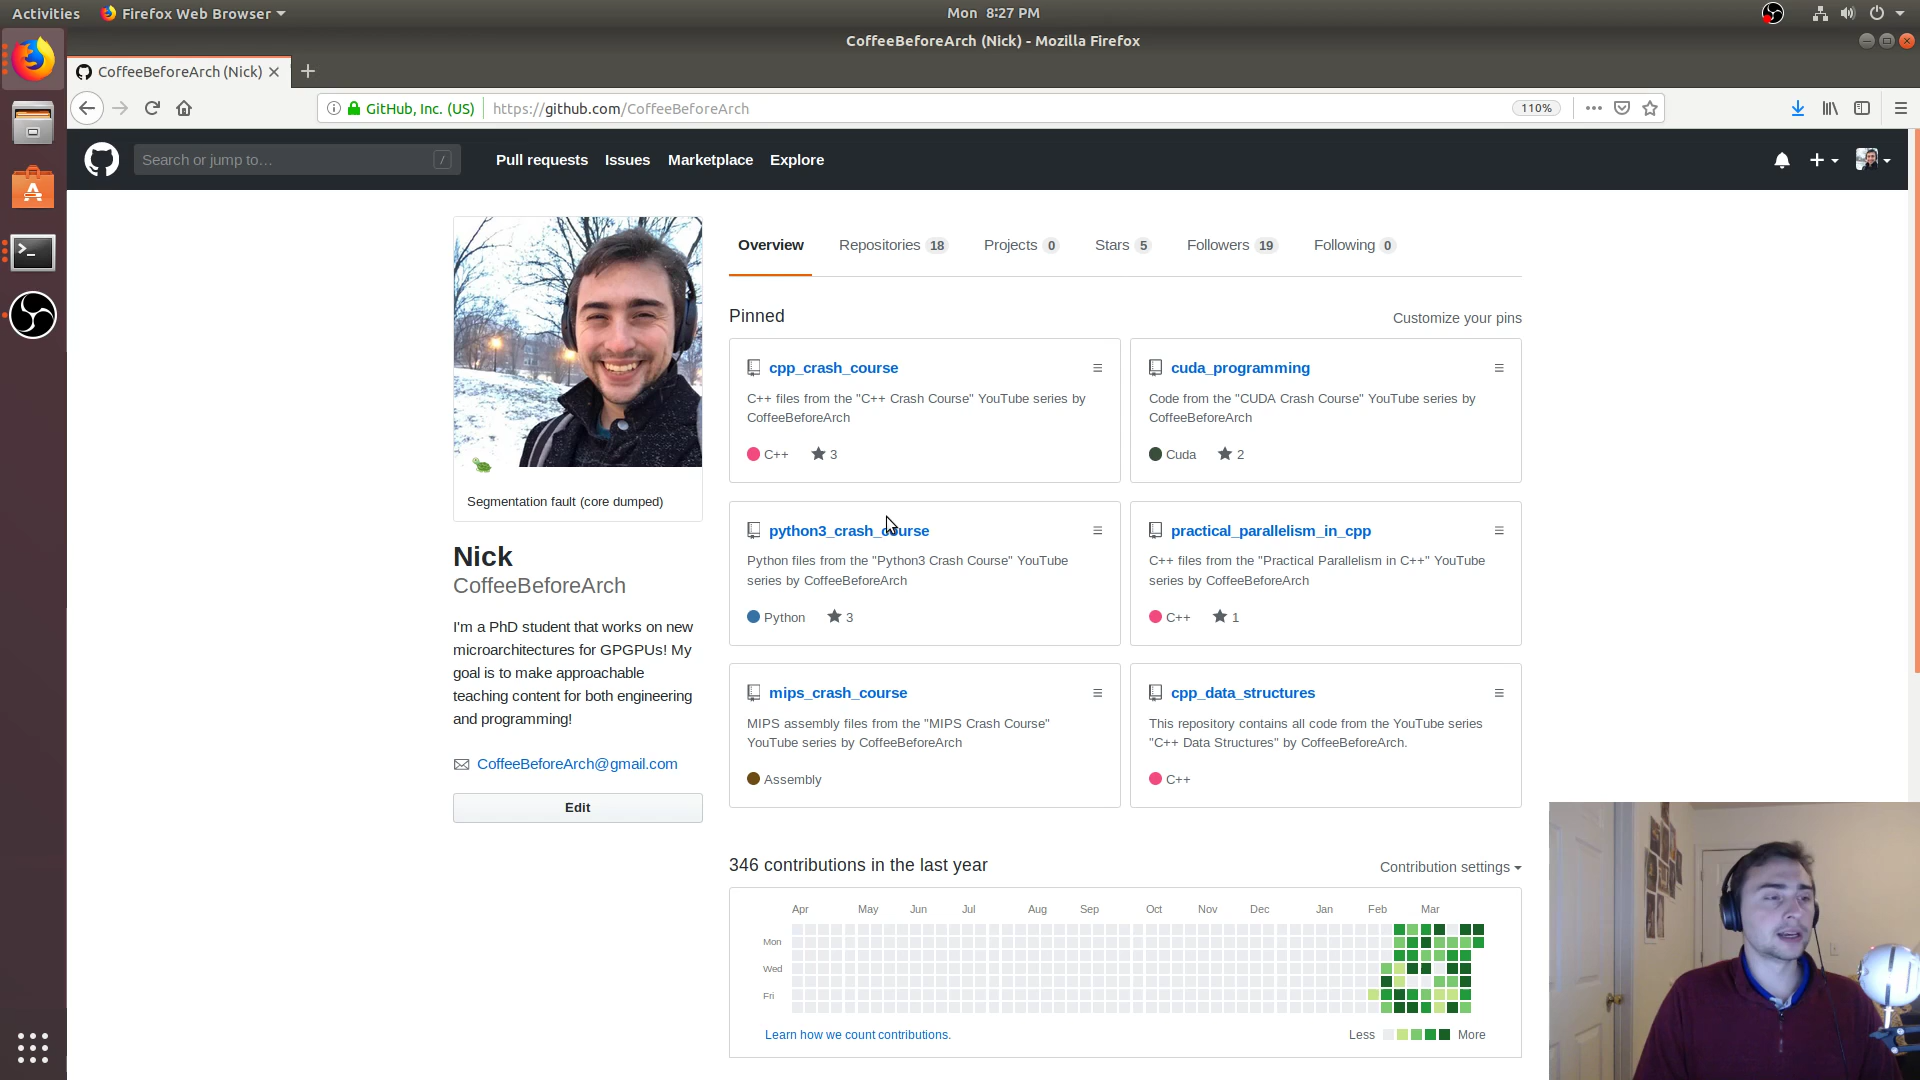 Activities
Firefox Web Browser
Mon 8:27 PM
CoffeeBeforeArch (Nick) - Mozilla Firefox
CoffeeBeforeArch (Nick)
GitHub, Inc. (US)
https://github.com/CoffeeBeforeArch
110%
Search or jump to…
/
Pull requests
Issues
Marketplace
Explore
Overview
Repositories 18
Projects 0
Stars 5
Followers 19
Following 0
Segmentation fault (core dumped)
Nick
CoffeeBeforeArch
I'm a PhD student that works on new
microarchitectures for GPGPUs! My
goal is to make approachable
teaching content for both engineering
and programming!
CoffeeBeforeArch@gmail.com
Edit
Pinned
Customize your pins
cpp_crash_course
C++ files from the "C++ Crash Course" YouTube series by
CoffeeBeforeArch
C++ 3
cuda_programming
Code from the "CUDA Crash Course" YouTube series by
CoffeeBeforeArch
Cuda 2
python3_crash_course
Python files from the "Python3 Crash Course" YouTube
series by CoffeeBeforeArch
Python 3
practical_parallelism_in_cpp
C++ files from the "Practical Parallelism in C++" YouTube
series by CoffeeBeforeArch
C++ 1
mips_crash_course
MIPS assembly files from the "MIPS Crash Course"
YouTube series by CoffeeBeforeArch
Assembly
cpp_data_structures
This repository contains all code from the YouTube series
"C++ Data Structures" by CoffeeBeforeArch.
C++
346 contributions in the last year
Contribution settings
Apr May Jun Jul Aug Sep Oct Nov Dec Jan Feb Mar
Mon
Wed
Fri
Learn how we count contributions.
Less
More